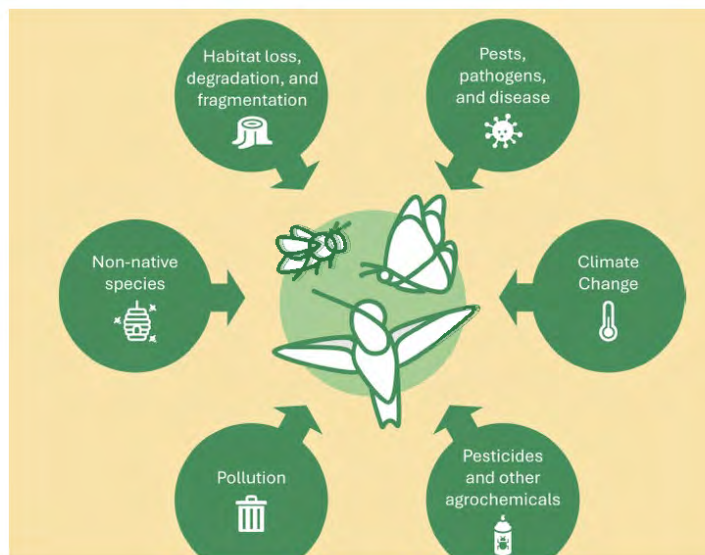 Habitat loss,
degradation, and
fragmentation
Pests,
pathogens,
and disease
Non-native
species
Climate
Change
Pollution
Pesticides
and other
agrochemicals